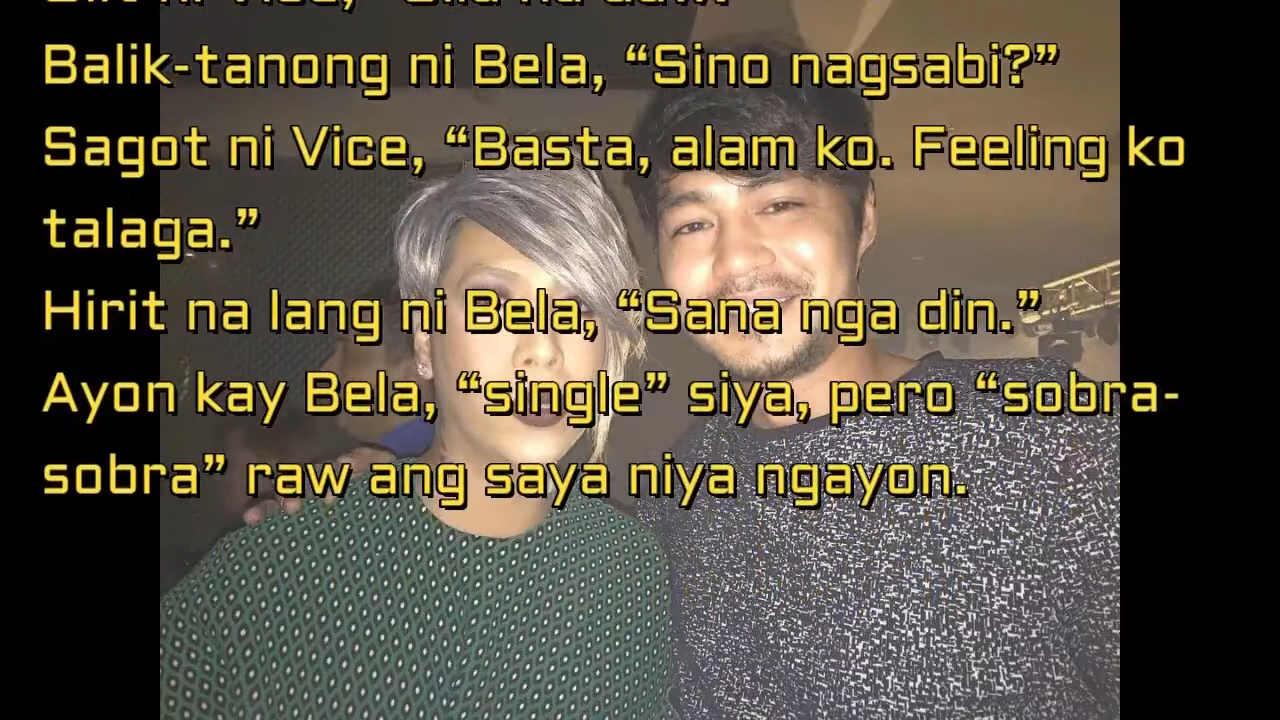 Balik-tanong ni Bela, “Sino nagsabi?”
Sagot ni Vice, “Basta, alam ko. Feeling ko
talaga.”
Hirit na lang ni Bela, “Sana nga din.”
Ayon kay Bela, “single” siya, pero “sobra-
sobra” raw ang saya niya ngayon.